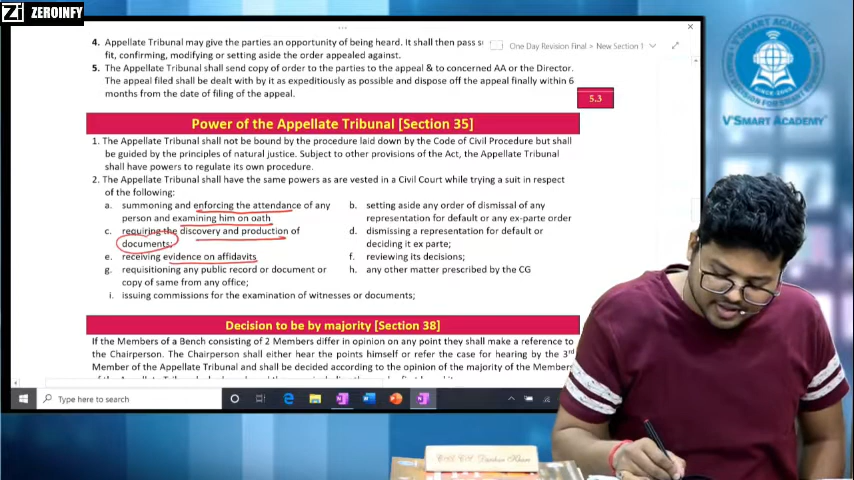 Zi ZEROINFY
4. Appellate Tribunal may give the parties an opportunity of being heard. It shall then pass
fit, confirming, modifying or setting aside the order appealed against.
One Day Revision Final » New Section 1
5. The Appellate Tribunal shall send copy of order to the parties to the appeal & to concerned AA or the Director.
The appeal filed shall be dealt with by it as expeditiously as possible and dispose off the appeal finally within 6
months from the date of filing of the appeal.
5.3
Power of the Appellate Tribunal [Section 35]
1. The Appellate Tribunal shall not be bound by the procedure laid down by the Code of Civil Procedure but shall
be guided by the principles of natural justice. Subject to other provisions of the Act, the Appellate Tribunal
shall have powers to regulate its own procedure.
2. The Appellate Tribunal shall have the same powers as are vested in a Civil Court while trying a suit in respect
of the following:
a. summoning and enforcing the attendance of any
person and examining him on oath
b. setting aside any order of dismissal of any
representation for default or any ex-parte order
c. requiring the discovery and production of
documents;
d. dismissing a representation for default or
deciding it ex parte;
e. receiving evidence on affidavits
f. reviewing its decisions;
g. requisitioning any public record or document or
copy of same from any office;
h. any other matter prescribed by the CG
i. issuing commissions for the examination of witnesses or documents;
Decision to be by majority [Section 38]
If the Members of a Bench consisting of 2 Members differ in opinion on any point they shall make a reference to
the Chairperson. The Chairperson shall either hear the points himself or refer the case for hearing by the 3rd
Member of the Appellate Tribunal and shall be decided according to the opinion of the majority of the Members
Type here to search
V'SMART ACADEMY
SINCE-2008
V'SMART ACADEMY